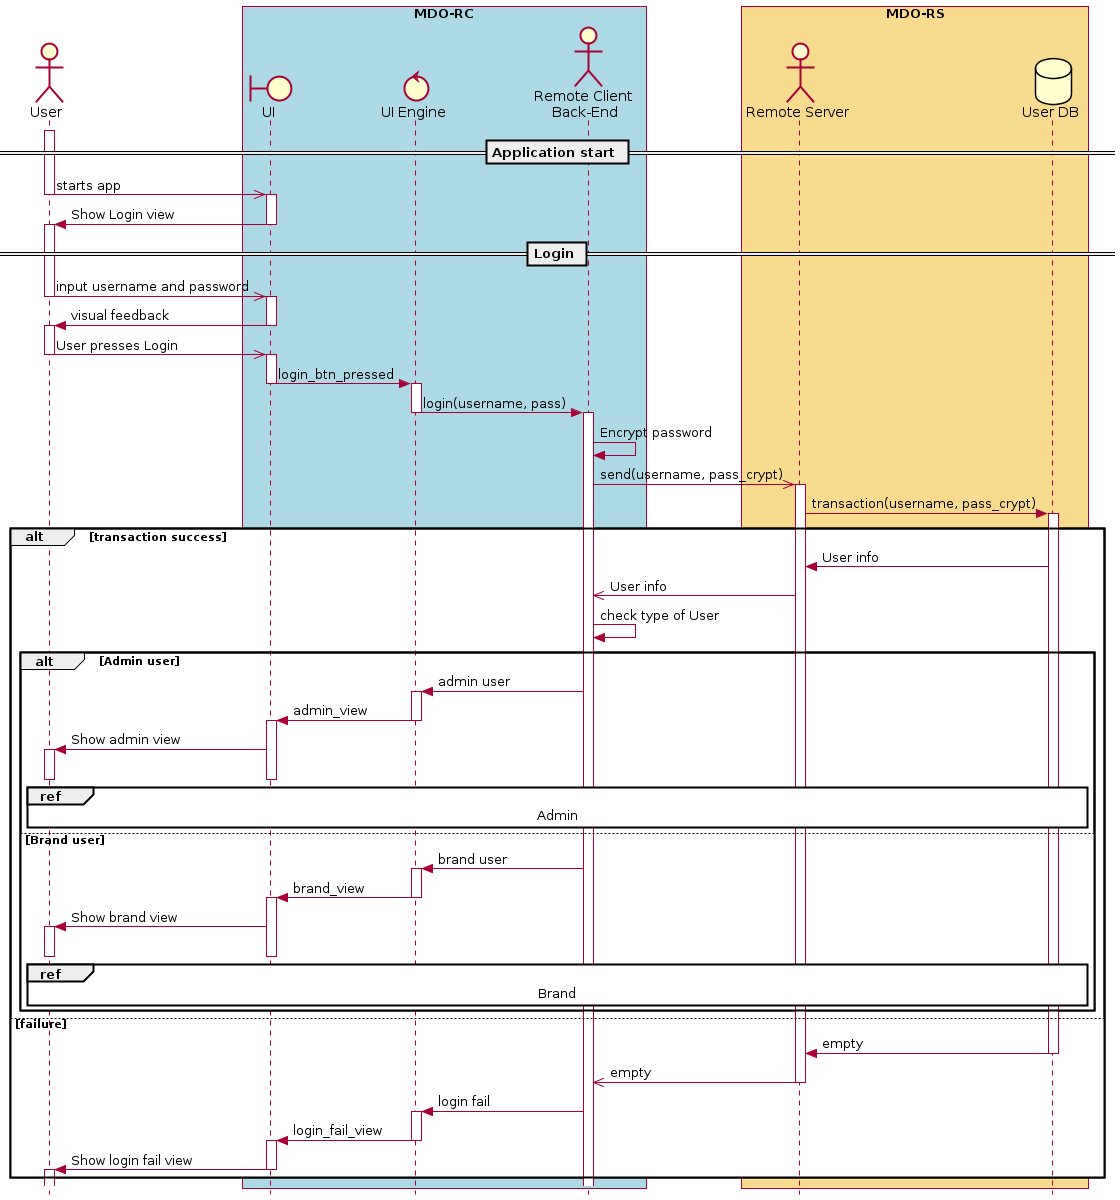 MDO-RC
MDO-RS
User
UI
UI Engine
Remote Client
Back-End
Remote Server
User DB
Application start
starts app
Show Login view
Login
input username and password
visual feedback
User presses Login
login_btn_pressed
login(username, pass)
Encrypt password
send(username, pass_crypt)
transaction(username, pass_crypt)
alt [transaction success]
User info
User info
check type of User
alt [Admin user]
admin user
admin_view
Show admin view
ref
Admin
[Brand user]
brand user
brand_view
Show brand view
ref
Brand
[failure]
empty
empty
login fail
login_fail_view
Show login fail view